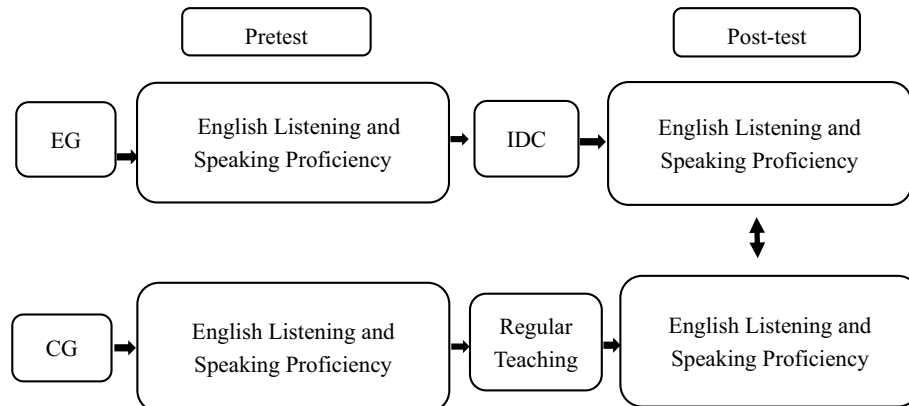 Pretest
Post-test
EG
English Listening and
Speaking Proficiency
IDC
English Listening and
Speaking Proficiency
CG
English Listening and
Speaking Proficiency
Regular
Teaching
English Listening and
Speaking Proficiency